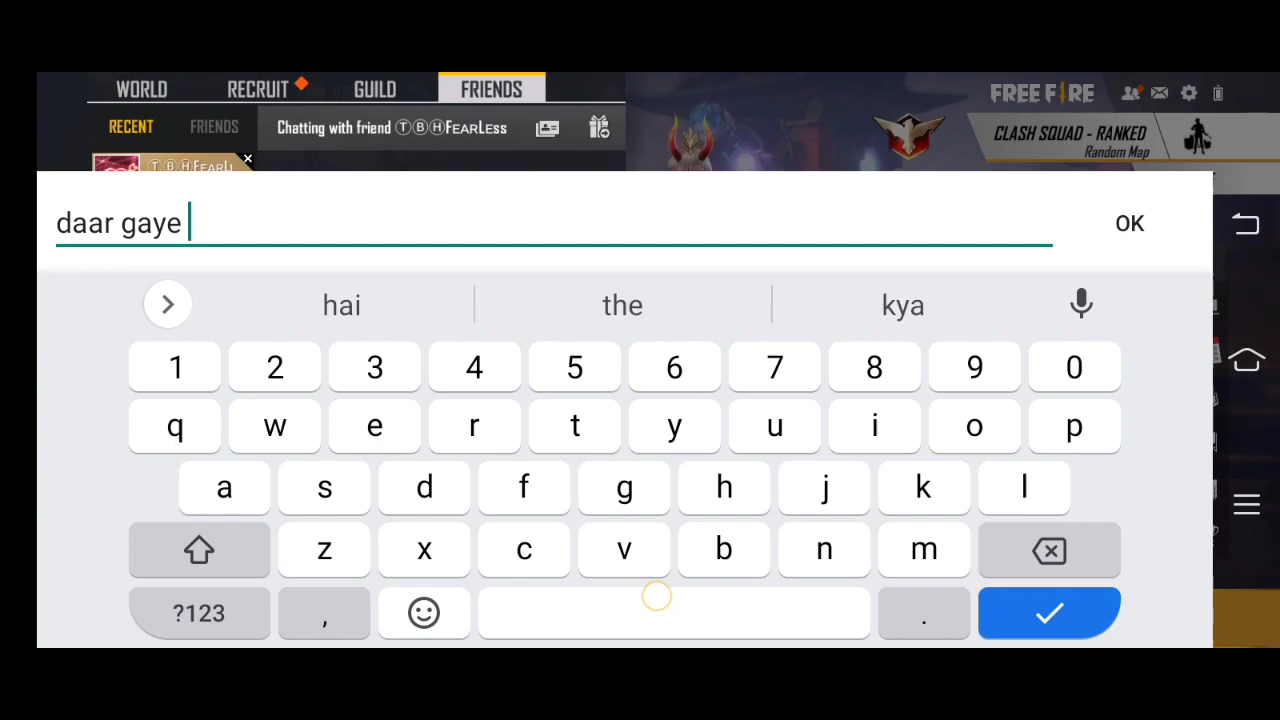 WORLD RECRUIT GUILD FRIENDS
FREE FIRE
RECENT FRIENDS Chatting with friend ⓉⒷⒽFEARLESS
CLASH SQUAD - RANKED
Random Map
ⓉⒷⒽFEARL
daar gaye
OK
hai the kya
1 2 3 4 5 6 7 8 9 0
q w e r t y u i o p
a s d f g h j k l
z x c v b n m
?123 , .